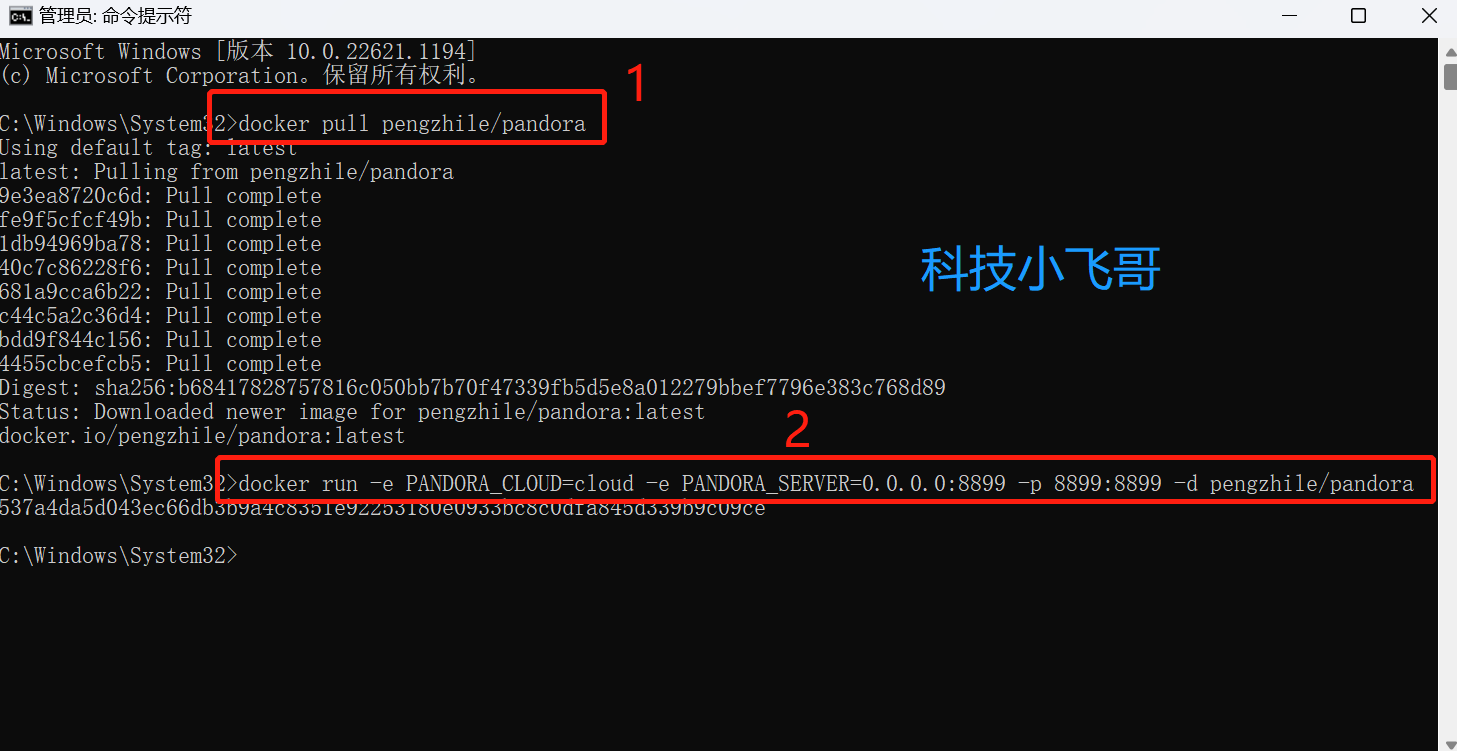 管理员: 命令提示符
Microsoft Windows [版本 10.0.22621.1194]
(c) Microsoft Corporation。保留所有权利。
1
C:\Windows\System32>docker pull pengzhile/pandora
Using default tag: latest
latest: Pulling from pengzhile/pandora
9e3ea8720c6d: Pull complete
fe9f5cfcf49b: Pull complete
1db94969ba78: Pull complete
40c7c86228f6: Pull complete
681a9cca6b22: Pull complete
c44c5a2c36d4: Pull complete
bdd9f844c156: Pull complete
4455cbcefcb5: Pull complete
科技小飞哥
Digest: sha256:b68417828757816c050bb7b70f47339fb5d5e8a012279bbef7796e383c768d89
Status: Downloaded newer image for pengzhile/pandora:latest
docker.io/pengzhile/pandora:latest
2
C:\Windows\System32>docker run -e PANDORA_CLOUD=cloud -e PANDORA_SERVER=0.0.0.0:8899 -p 8899:8899 -d pengzhile/pandora
C:\Windows\System32>